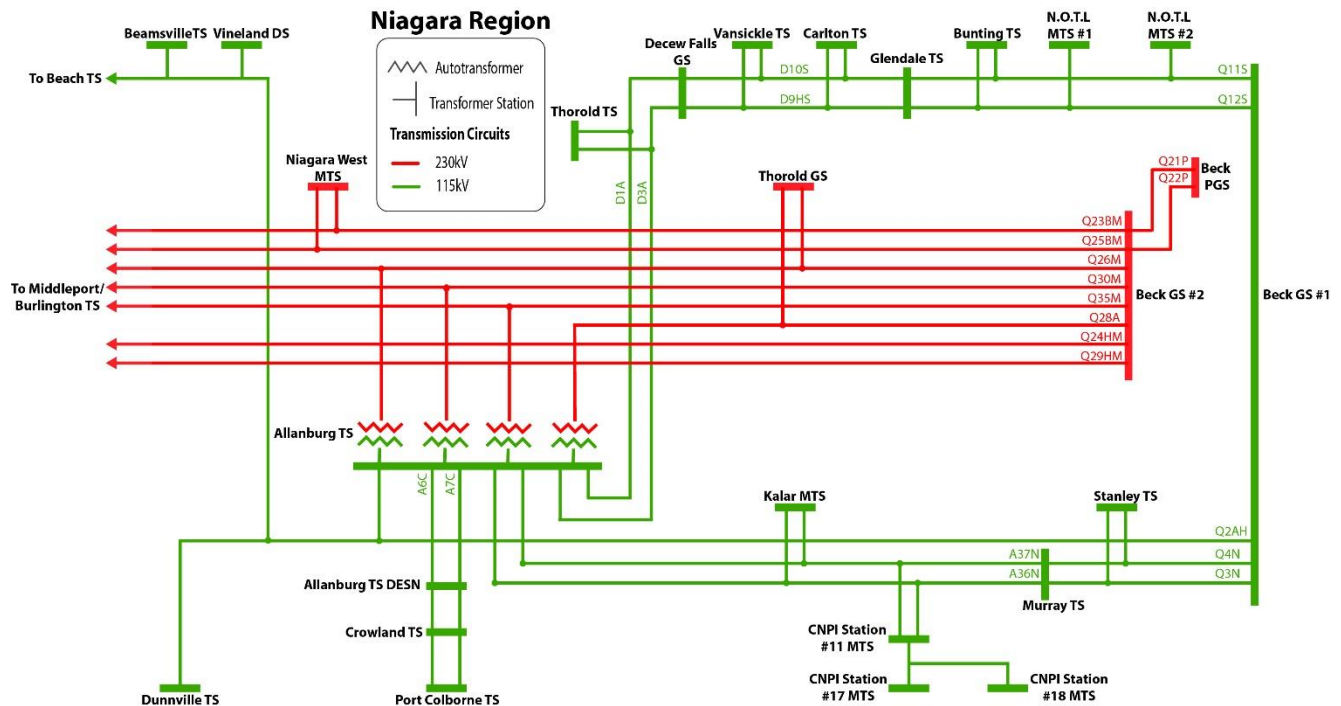 Niagara Region
Autotransformer
Transformer Station
Transmission Circuits
230kV
115kV
BeamsvilleTS
Vineland DS
To Beach TS
Decew Falls
GS
Vansickle TS
Carlton TS
Glendale TS
Bunting TS
N.O.T.L
MTS #1
N.O.T.L
MTS #2
D10S
D9HS
Q11S
Q12S
Thorold TS
D1A
D3A
Niagara West
MTS
Thorold GS
Q21P
Q22P
Beck
PGS
Q23BM
Q25BM
Q26M
Q30M
Q35M
Q28A
Q24HM
Q29HM
To Middleport/
Burlington TS
Beck GS #2
Beck GS #1
Allanburg TS
A6C
A7C
Kalar MTS
Stanley TS
Q2AH
A37N
Q4N
A36N
Q3N
Murray TS
Allanburg TS DESN
Crowland TS
Port Colborne TS
Dunnville TS
CNPI Station
#11 MTS
CNPI Station
#17 MTS
CNPI Station
#18 MTS